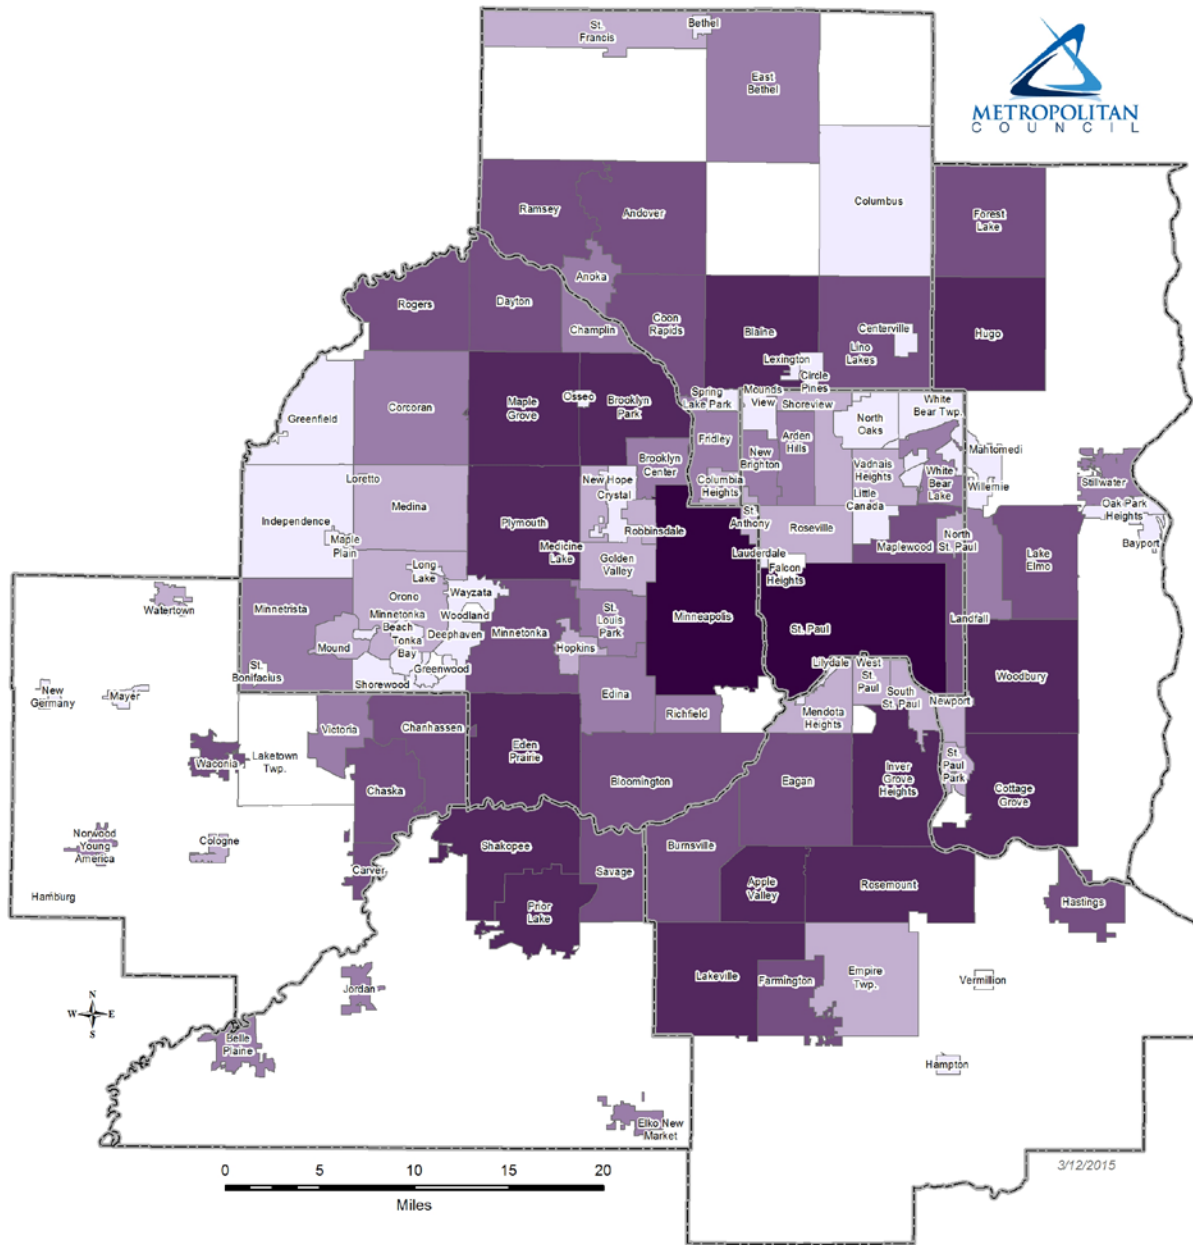 St.
Francis
Bethel
East
Bethel
METROPOLITAN
COUNCIL
Ramsey
Andover
Columbus
Forest
Lake
Anoka
Rogers
Dayton
Champlin
Coon
Rapids
Blaine
Centerville
Lino
Lakes
Hugo
Lexington
Circle
Pines
Greenfield
Corcoran
Maple
Grove
Osseo
Brooklyn
Park
Spring
Lake Park
Mounds
View
Shoreview
North
Oaks
White
Bear Twp.
Fridley
New
Brighton
Arden
Hills
Brooklyn
Center
Columbia
Heights
Vadnais
Heights
White
Bear
Lake
Mahtomedi
Willernie
Stillwater
Oak Park
Heights
Bayport
Loretto
Medina
Independence
Maple
Plain
Plymouth
Medicine
Lake
New Hope
Crystal
Robbinsdale
Golden
Valley
St.
Anthony
Roseville
Little
Canada
Lauderdale
Falcon
Heights
Maplewood
North
St. Paul
Lake
Elmo
Landfall
Watertown
Minnetrista
Long
Lake
Orono
Minnetonka
Beach
Tonka
Bay
Wayzata
Woodland
Deephaven
Greenwood
Shorewood
Mound
St.
Bonifacius
Minnetonka
St.
Louis
Park
Hopkins
Minneapolis
St. Paul
Edina
Richfield
Lilydale
West
St.
Paul
South
St. Paul
Mendota
Heights
Newport
Woodbury
New
Germany
Mayer
Waconia
Laketown
Twp.
Victoria
Chanhassen
Chaska
Eden
Prairie
Bloomington
Eagan
Inver
Grove
Heights
St.
Paul
Park
Cottage
Grove
Norwood
Young
America
Cologne
Hamburg
Carver
Shakopee
Prior
Lake
Savage
Burnsville
Apple
Valley
Rosemount
Hastings
Lakeville
Farmington
Empire
Twp.
Vermillion
Jordan
Belle
Plaine
Hampton
Elko New
Market
N
W E
S
0 5 10 15 20
Miles
3/12/2015